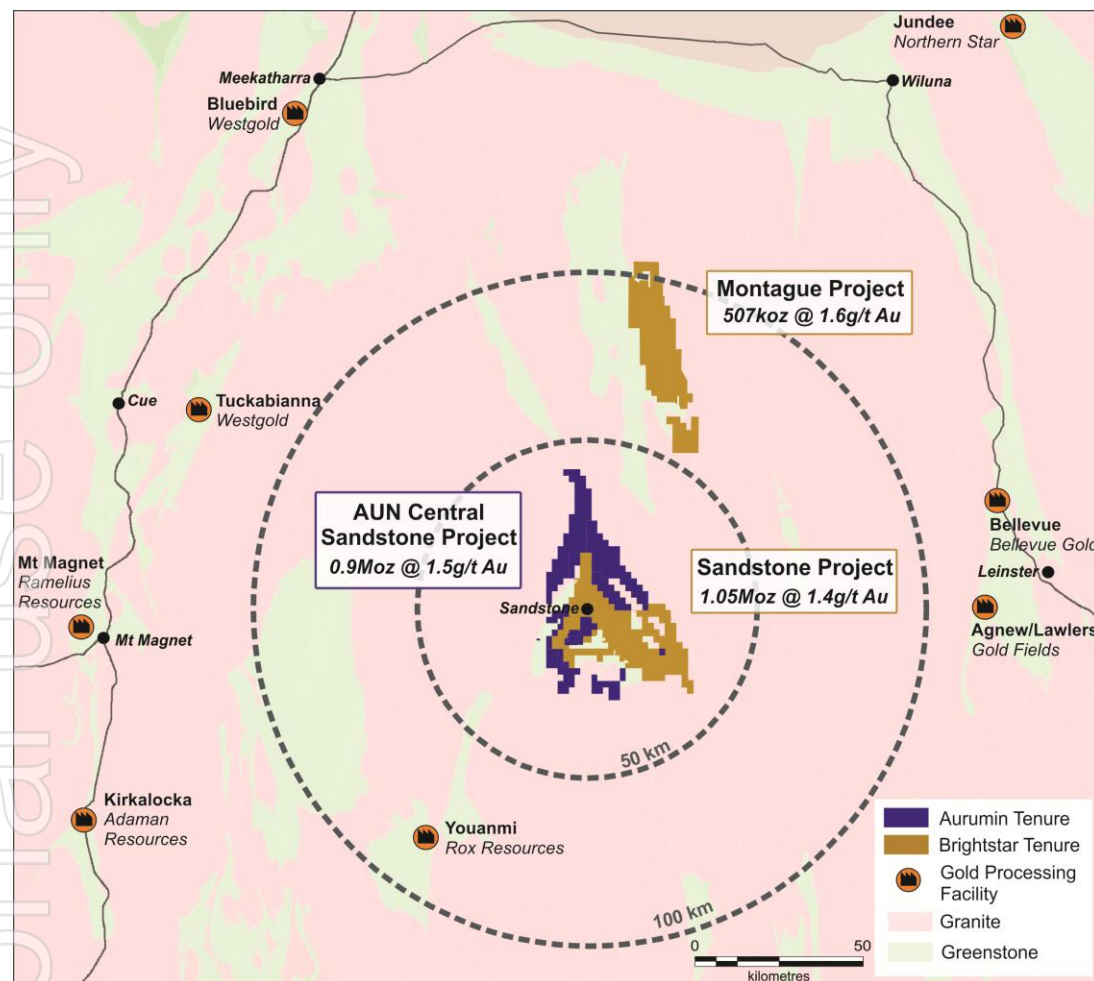 Jundee
Northern Star
Meekatharra
Wiluna
Bluebird
Westgold
Montague Project
507koz @ 1.6g/t Au
Cue
Tuckabianna
Westgold
AUN Central
Sandstone Project
0.9Moz @ 1.5g/t Au
Bellevue
Bellevue Gold
Sandstone Project
1.05Moz @ 1.4g/t Au
Leinster
Mt Magnet
Ramelius
Resources
Sandstone
Mt Magnet
Agnew/Lawlers
Gold Fields
50 km
Kirkalocka
Adaman
Resources
Youanmi
Rox Resources
100 km
Aurumin Tenure
Brightstar Tenure
Gold Processing
Facility
Granite
Greenstone
0 50
kilometres
onal use only